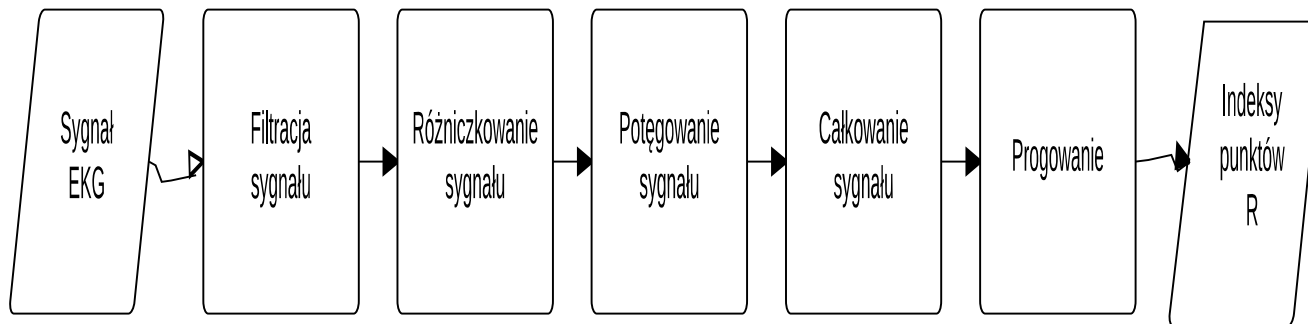 Sygnał
EKG
Filtracja
sygnału
Różniczkowanie
sygnału
Potęgowanie
sygnału
Całkowanie
sygnału
Progowanie
Indeksy
punktów
R